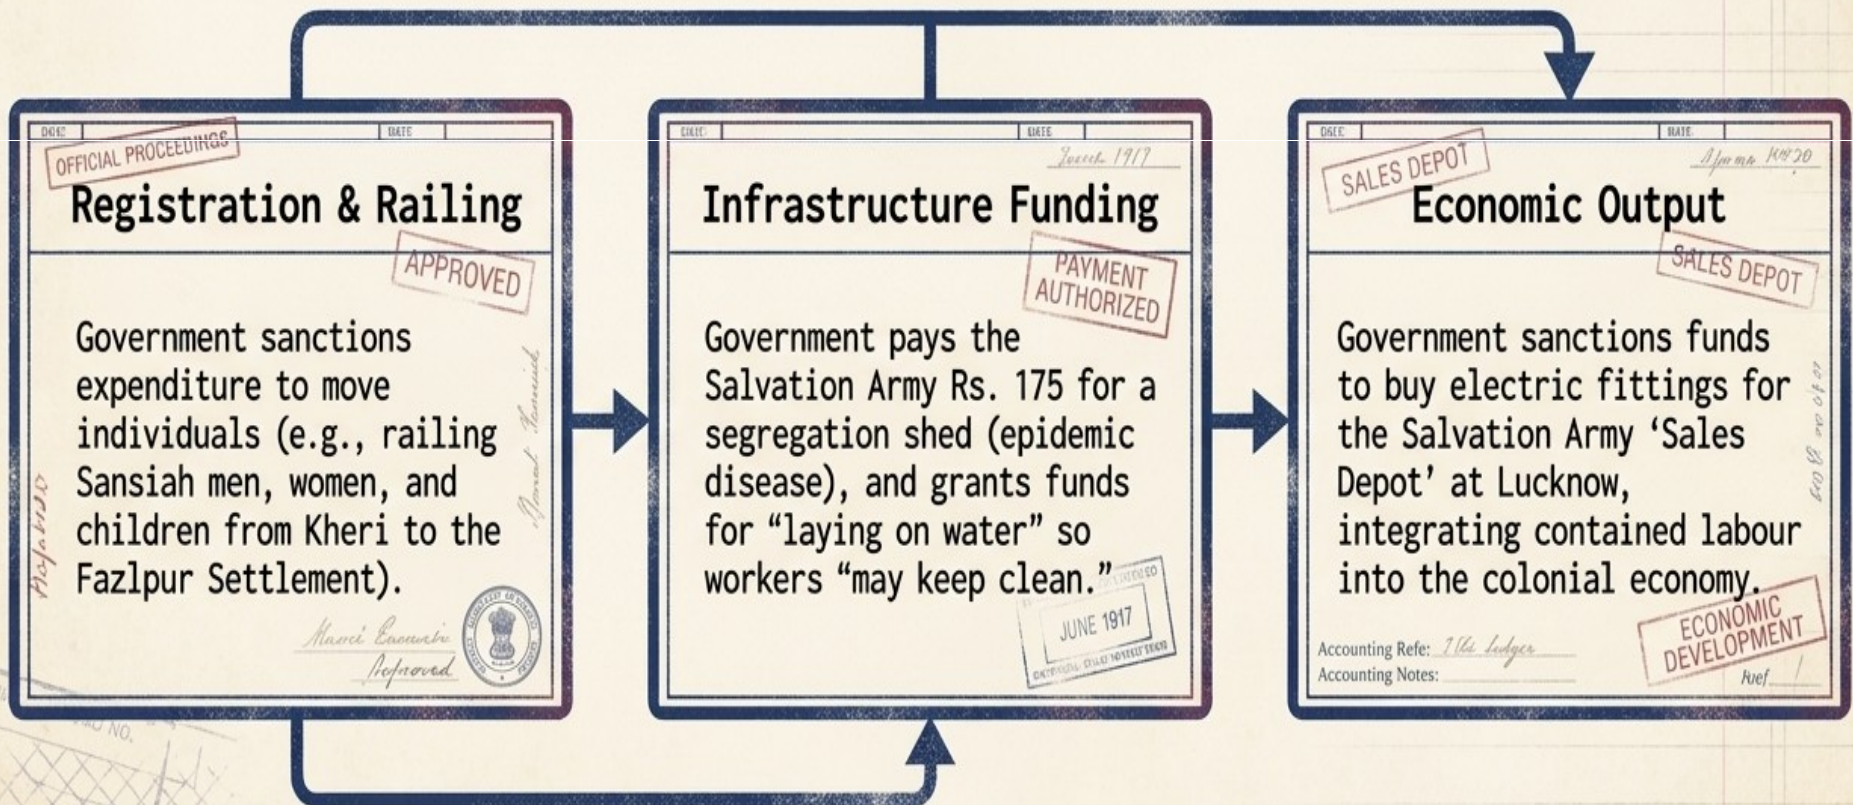 OFFICIAL PROCEEDINGS
Registration & Railing
APPROVED
Government sanctions
expenditure to move
individuals (e.g., railing
Sansiah men, women, and
children from Kheri to the
Fazlpur Settlement).
Approved
Infrastructure Funding
1917
PAYMENT
AUTHORIZED
Government pays the
Salvation Army Rs. 175 for a
segregation shed (epidemic
disease), and grants funds
for “laying on water” so
workers “may keep clean.”
JUNE 1917
SALES DEPOT
Economic Output
SALES DEPOT
Government sanctions funds
to buy electric fittings for
the Salvation Army ‘Sales
Depot’ at Lucknow,
integrating contained labour
into the colonial economy.
ECONOMIC
DEVELOPMENT
Accounting Refe:
Accounting Notes:
NO.